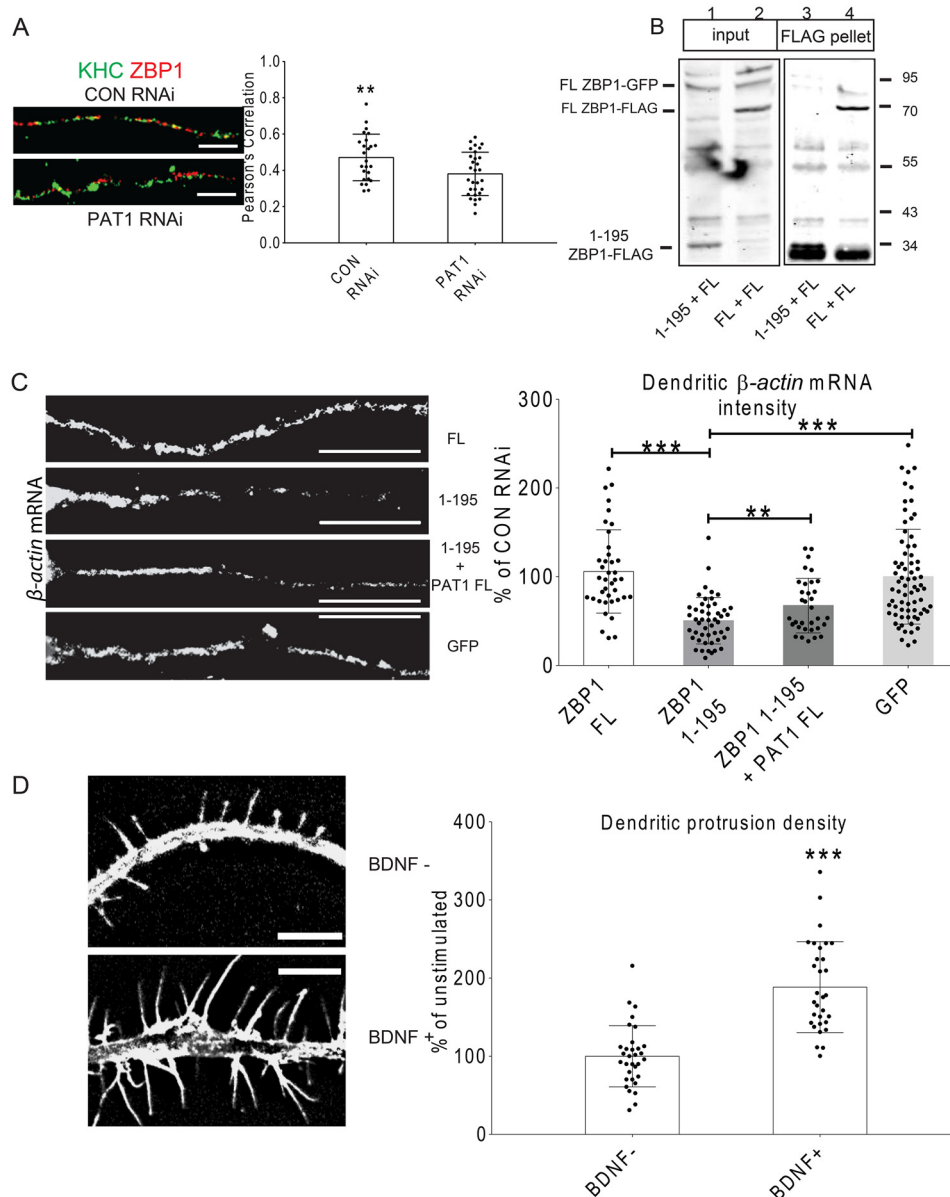 A
KHC ZBP1
CON RNAi
PAT1 RNAi
Pearson's Correlation
1.0
0.8
0.6
0.4
0.2
0.0
**
CON
RNAi
PAT1
RNAi
B
1 2 3 4
input FLAG pellet
FL ZBP1-GFP
FL ZBP1-FLAG
1-195
ZBP1-FLAG
95
70
55
43
34
1-195 + FL
FL + FL
1-195 + FL
FL + FL
C
β-actin mRNA
FL
1-195
1-195
+
PAT1 FL
GFP
Dendritic β-actin mRNA
intensity
% of CON RNAi
300
200
100
0
***
***
**
ZBP1
FL
ZBP1
1-195
ZBP1 1-195
+ PAT1 FL
GFP
D
BDNF -
BDNF +
Dendritic protrusion density
% of unstimulated
400
300
200
100
0
***
BDNF-
BDNF+